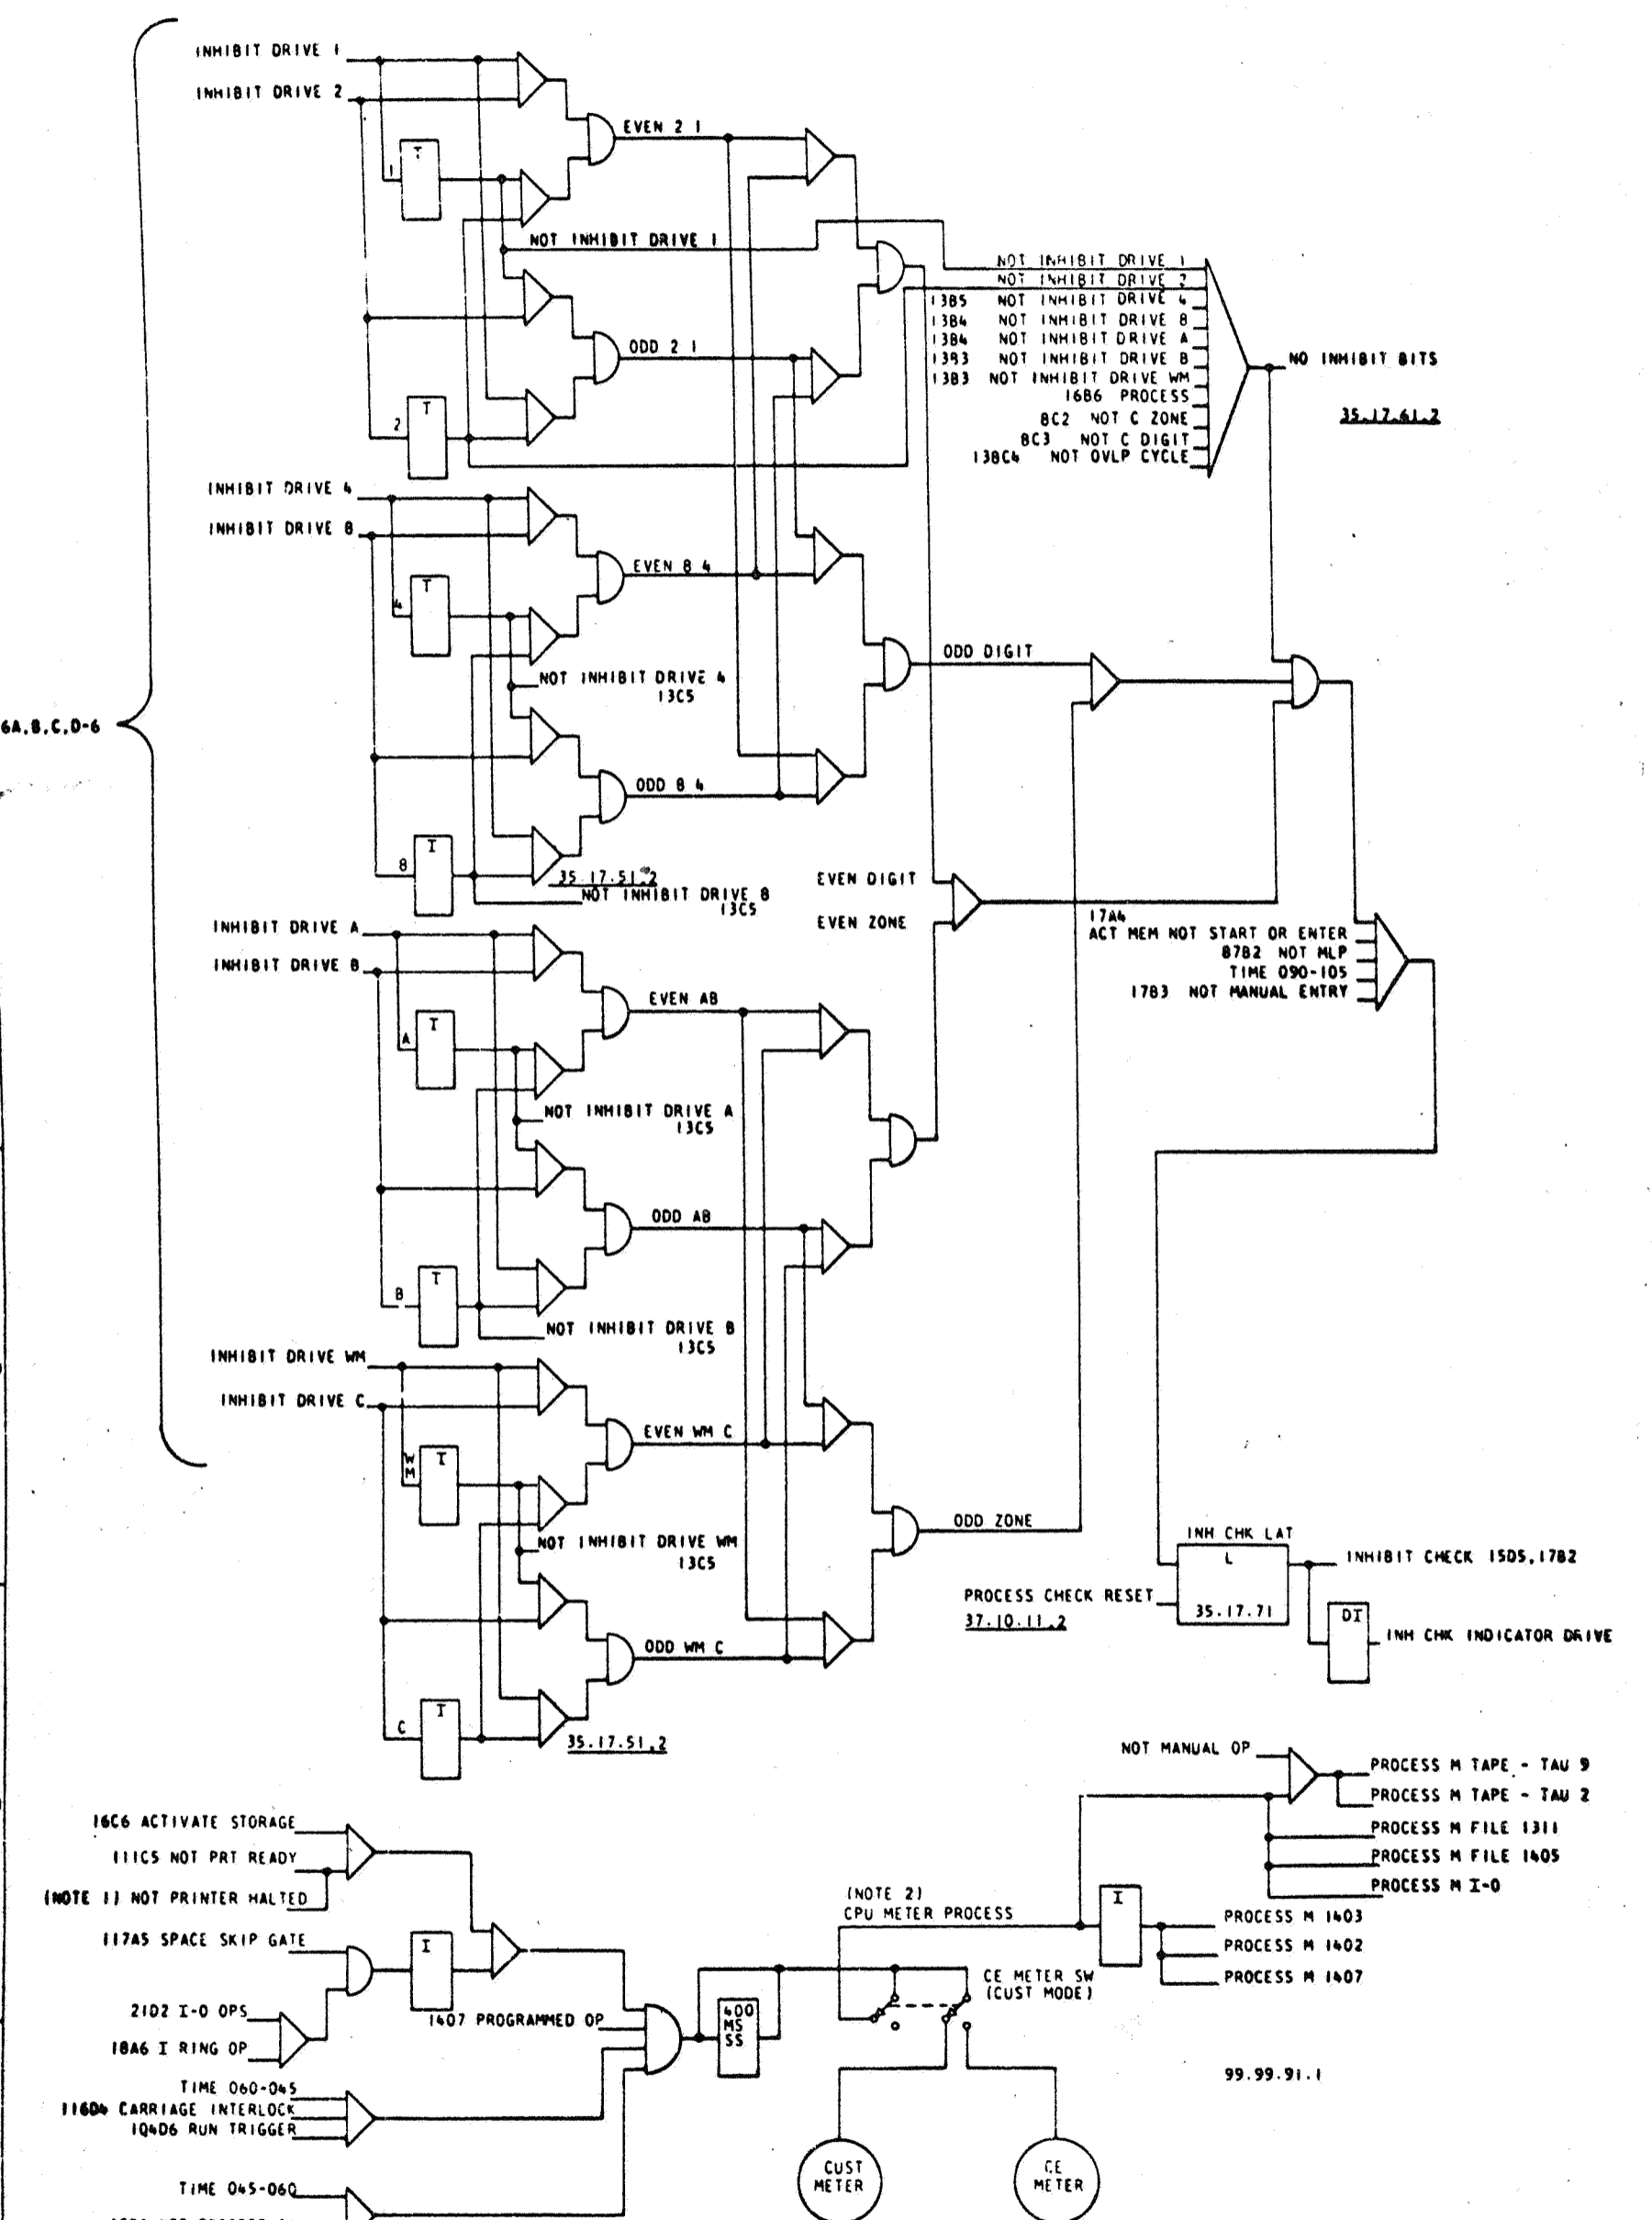 INHIBIT DRIVE 1
INHIBIT DRIVE 2
EVEN 2 1
T
1
NOT INHIBIT DRIVE 1
NOT INHIBIT DRIVE 1
NOT INHIBIT DRIVE 2
13B5 NOT INHIBIT DRIVE 4
13B4 NOT INHIBIT DRIVE 8
13B4 NOT INHIBIT DRIVE A
13B3 NOT INHIBIT DRIVE B
13B3 NOT INHIBIT DRIVE WM
16B6 PROCESS
8C2 NOT C ZONE
8C3 NOT C DIGIT
13BC4 NOT OVLP CYCLE
NO INHIBIT BITS
35.17.61.2
ODD 2 1
T
2
INHIBIT DRIVE 4
INHIBIT DRIVE 8
EVEN 8 4
T
4
NOT INHIBIT DRIVE 4
13C5
ODD DIGIT
6A,B,C,D-6
ODD 8 4
I
8
35.17.51.2
NOT INHIBIT DRIVE 8
13C5
EVEN DIGIT
EVEN ZONE
17A4
ACT MEM NOT START OR ENTER
87B2 NOT MLP
TIME 090-105
17B3 NOT MANUAL ENTRY
INHIBIT DRIVE A
INHIBIT DRIVE B
EVEN AB
T
A
NOT INHIBIT DRIVE A
13C5
ODD AB
T
B
NOT INHIBIT DRIVE B
13C5
INHIBIT DRIVE WM
INHIBIT DRIVE C
EVEN WM C
I
WM
NOT INHIBIT DRIVE WM
13C5
ODD ZONE
INH CHK LAT
L
35.17.71
INHIBIT CHECK 15D5,17B2
PROCESS CHECK RESET
37.10.11.2
DI
INH CHK INDICATOR DRIVE
ODD WM C
I
C
35.17.51.2
NOT MANUAL OP
PROCESS M TAPE - TAU 9
PROCESS M TAPE - TAU 2
PROCESS M FILE 1311
PROCESS M FILE 1405
PROCESS M I-O
16C6 ACTIVATE STORAGE
111C5 NOT PRT READY
(NOTE 1) NOT PRINTER HALTED
(NOTE 2)
CPU METER PROCESS
I
PROCESS M 1403
PROCESS M 1402
PROCESS M 1407
117A5 SPACE SKIP GATE
I
21D2 I-O OPS
18A6 I RING OP
1407 PROGRAMMED OP
400
MS
SS
CE METER SW
(CUST MODE)
99.99.91.1
TIME 060-045
116D4 CARRIAGE INTERLOCK
104D6 RUN TRIGGER
CUST
METER
CE
METER
TIME 045-060